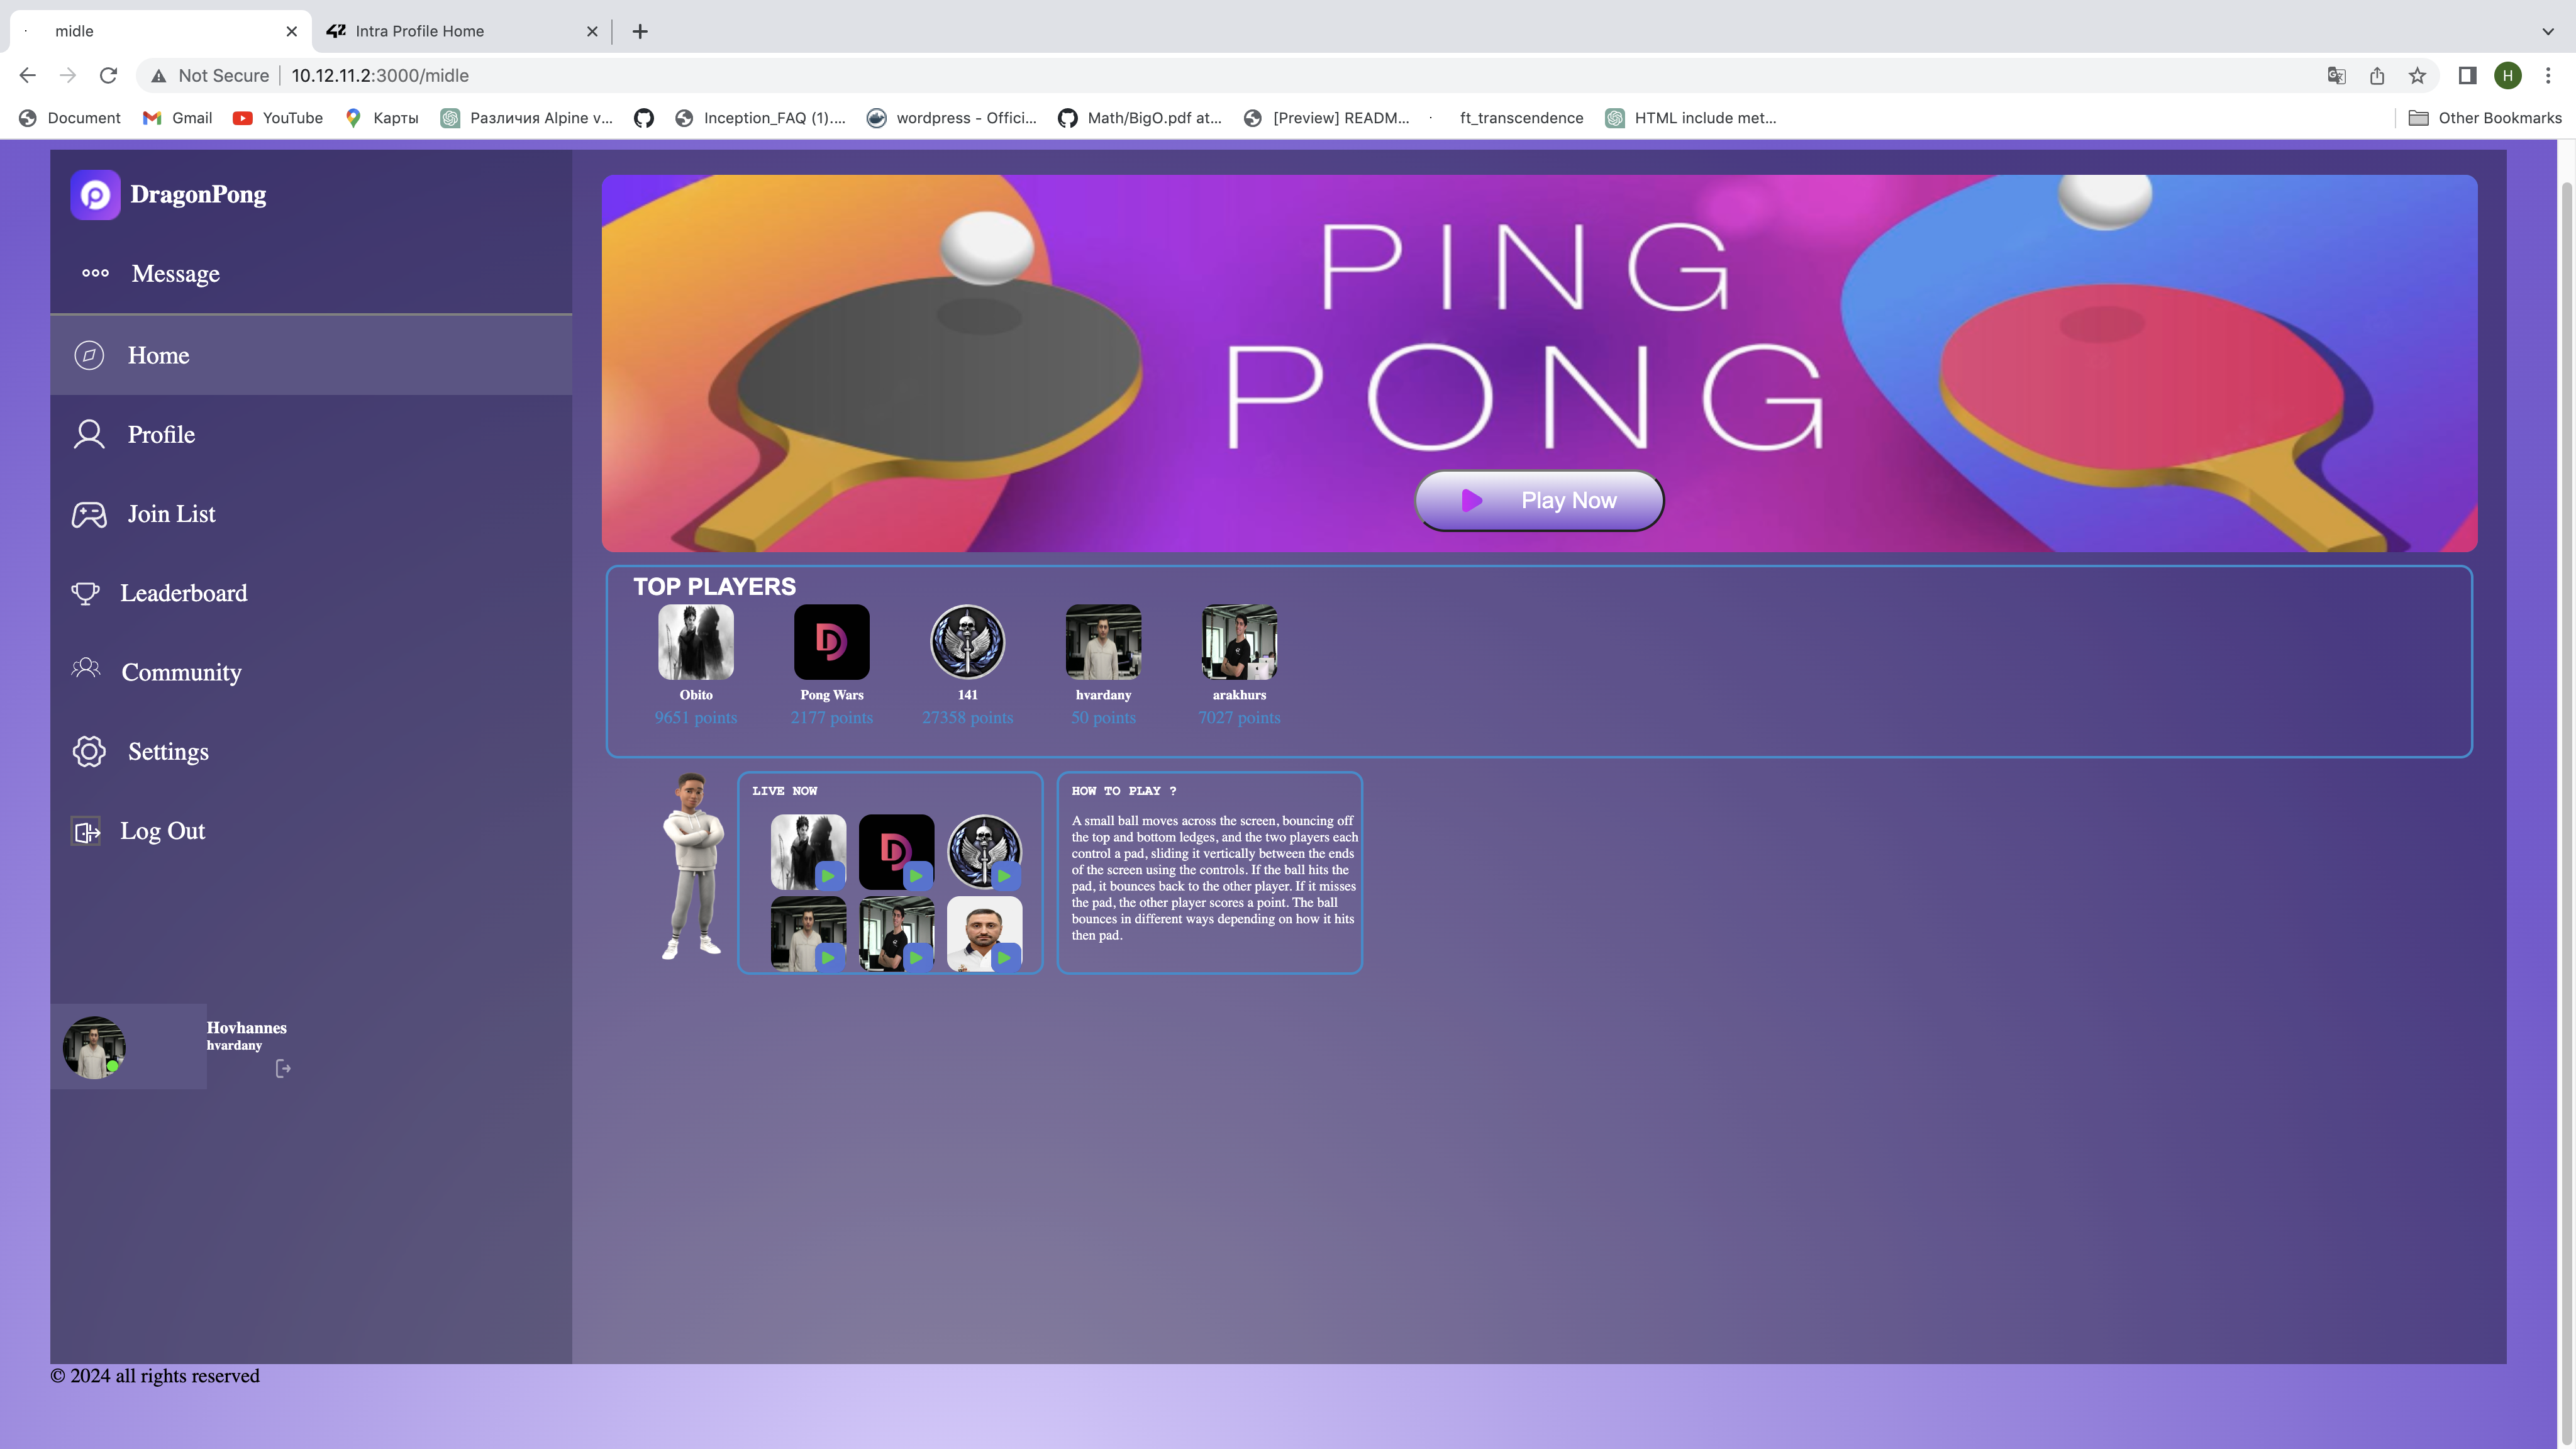 midle
Intra Profile Home
Not Secure
10.12.11.2:3000/midle
H
Document
Gmail
YouTube
Карты
Различия Alpine v...
Inception_FAQ (1)....
wordpress - Offici...
Math/BigO.pdf at...
[Preview] READM...
ft_transcendence
HTML include met...
Other Bookmarks
DragonPong
Message
Home
Profile
Join List
Leaderboard
Community
Settings
Log Out
Hovhannes
hvardany
PING
PONG
Play Now
TOP PLAYERS
Obito
9651 points
Pong Wars
2177 points
141
27358 points
hvardany
50 points
arakhurs
7027 points
LIVE NOW
HOW TO PLAY ?
A small ball moves across the screen, bouncing off
the top and bottom ledges, and the two players each
control a pad, sliding it vertically between the ends
of the screen using the controls. If the ball hits the
pad, it bounces back to the other player. If it misses
the pad, the other player scores a point. The ball
bounces in different ways depending on how it hits
then pad.
© 2024 all rights reserved